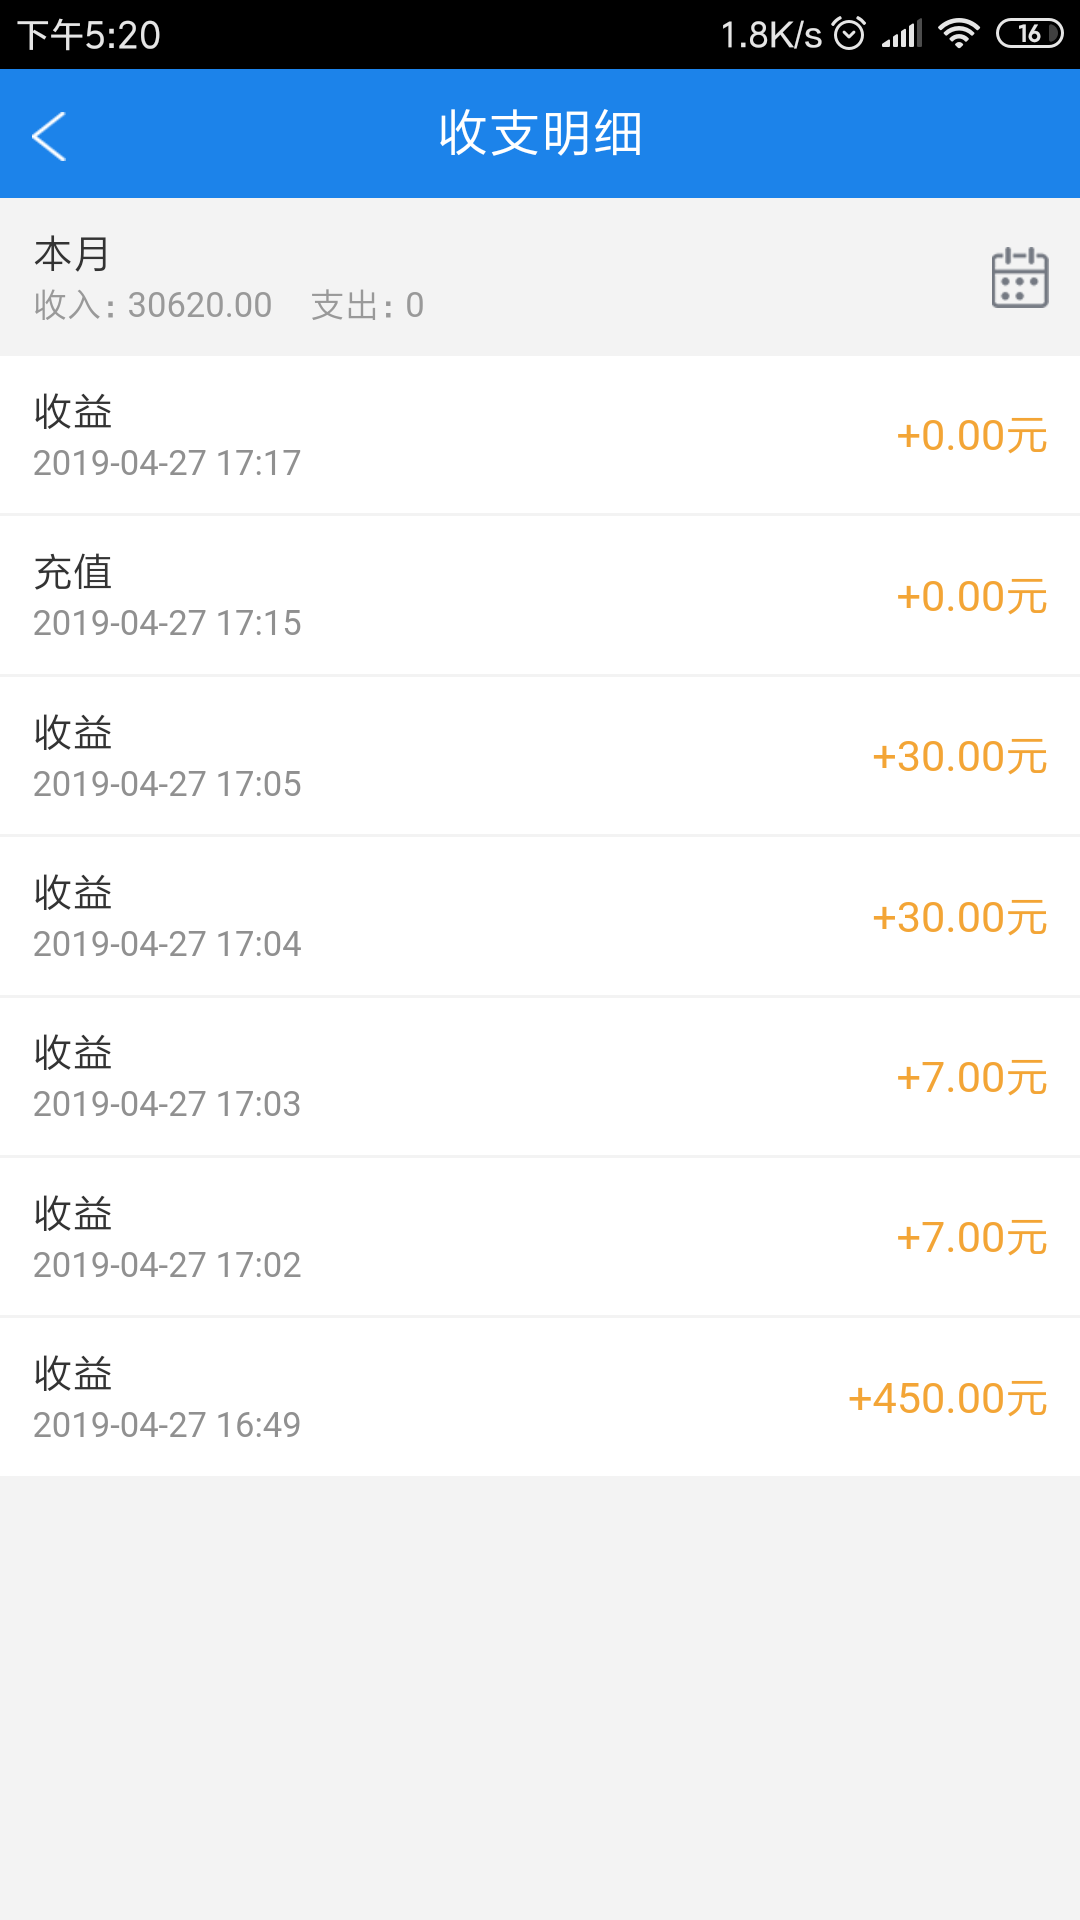 下午5:20 1.8K/s 16
收支明细
本月
收入: 30620.00 支出: 0
收益
2019-04-27 17:17
+0.00元
充值
2019-04-27 17:15
+0.00元
收益
2019-04-27 17:05
+30.00元
收益
2019-04-27 17:04
+30.00元
收益
2019-04-27 17:03
+7.00元
收益
2019-04-27 17:02
+7.00元
收益
2019-04-27 16:49
+450.00元